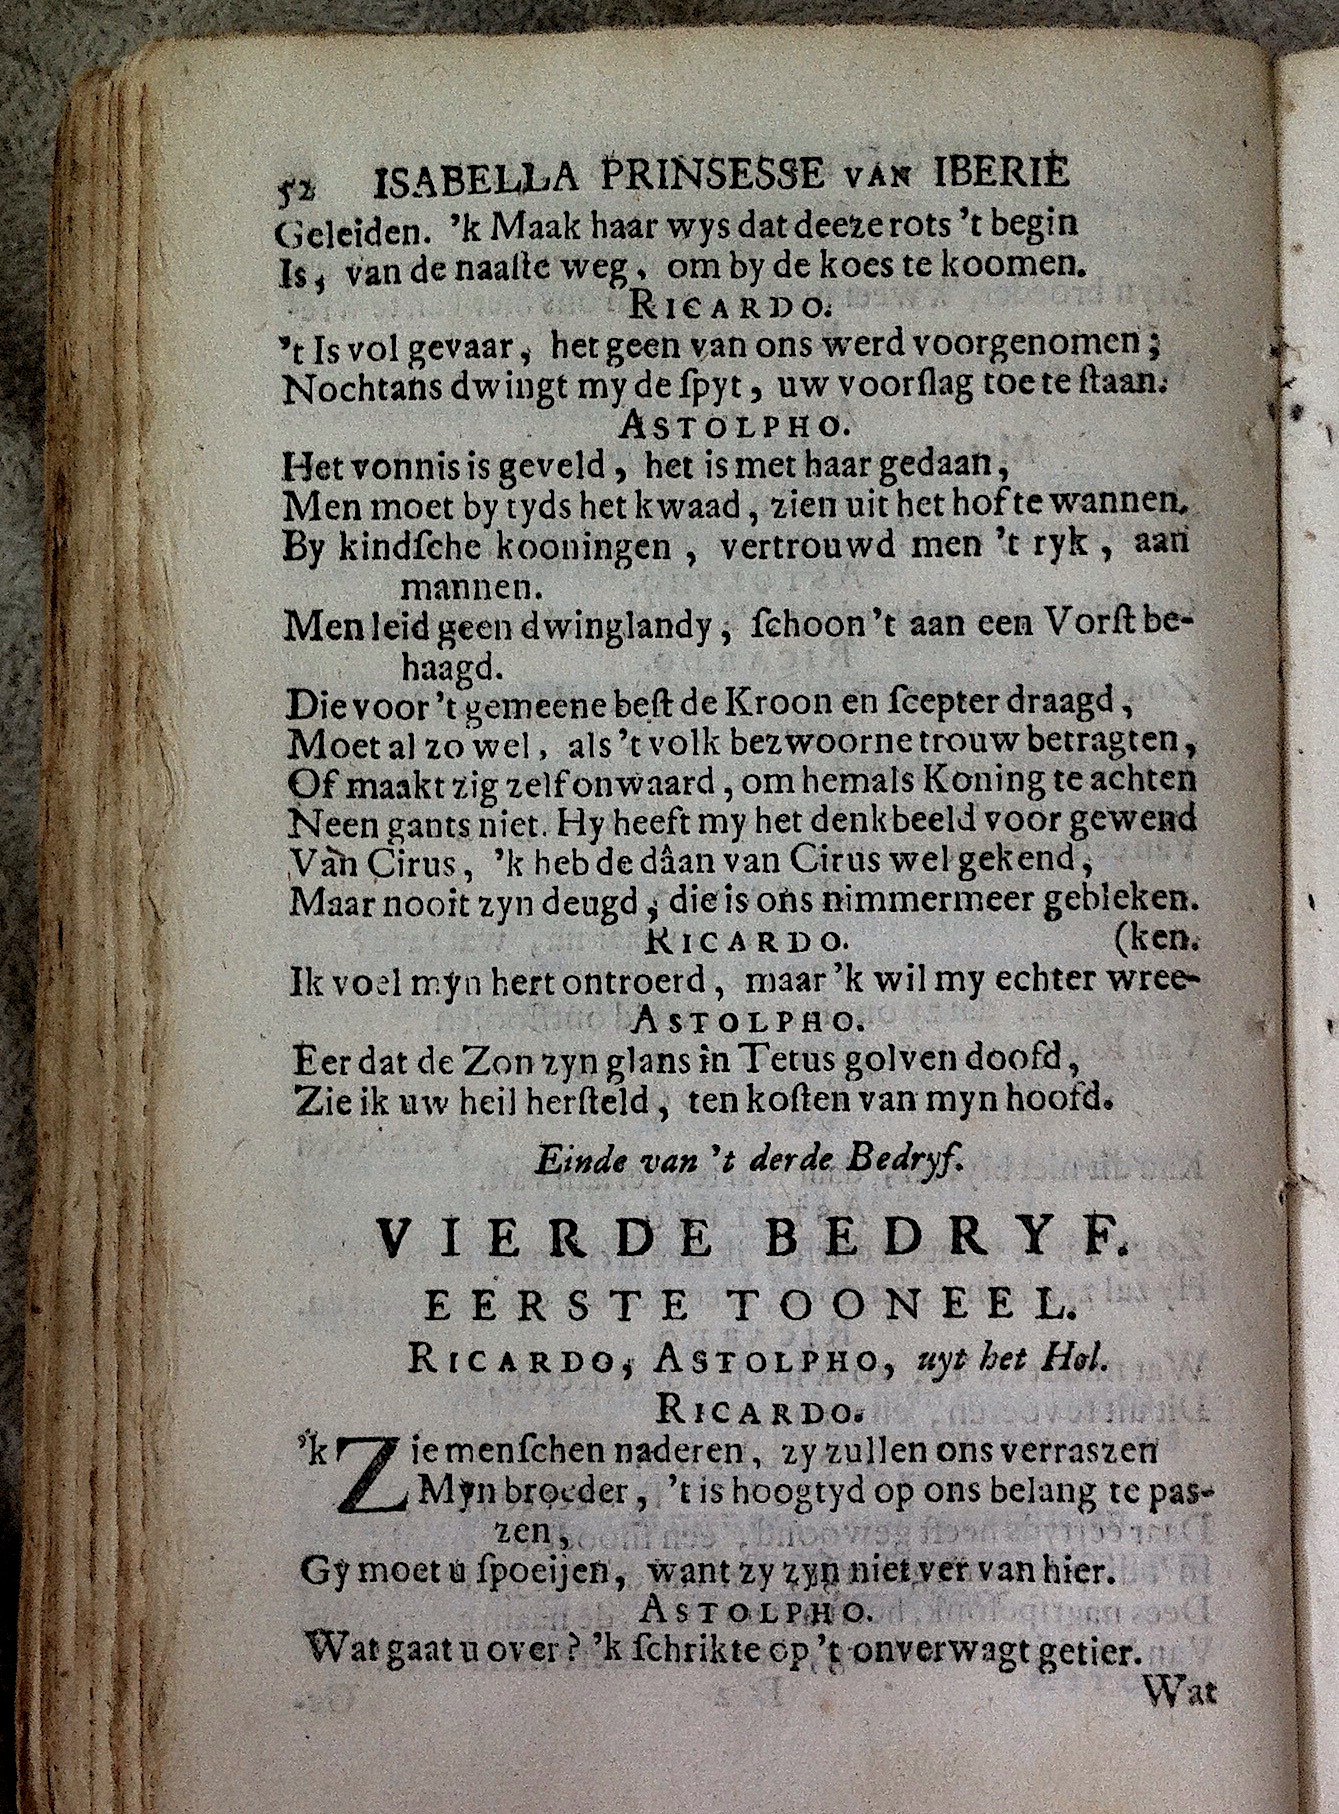 52 ISABELLA PRINSESSE VAN IBERIE
Geleiden. 'k Maak haar wys dat deeze rots 't begin
Is, van de naaſte weg, om by de koes te koomen.
RICARDO.
't Is vol gevaar, het geen van ons werd voorgenomen;
Nochtans dwingt my de ſpyt, uw voorſlag toe te ſtaan.
ASTOLPHO.
Het vonnis is geveld, het is met haar gedaan,
Men moet by tyds het kwaad, zien uit het hof te wannen.
By kindſche kooningen, vertrouwd men 't ryk, aan
mannen.
Men leid geen dwinglandy, ſchoon 't aan een Vorſt be-
haagd.
Die voor 't gemeene beſt de Kroon en ſcepter draagd,
Moet al zo wel, als 't volk bezwoorne trouw betragten,
Of maakt zig zelf onwaard, om hemals Koning te achten
Neen gants niet. Hy heeft my het denkbeeld voor gewend
Van Cirus, 'k heb de dâan van Cirus wel gekend,
Maar nooit zyn deugd, die is ons nimmermeer gebleken.
RICARDO. (ken.
Ik voel myn hert ontroerd, maar 'k wil my echter wree-
ASTOLPHO.
Eer dat de Zon zyn glans in Tetus golven doofd,
Zie ik uw heil herſteld, ten koſten van myn hoofd.
Einde van 't derde Bedryf.
VIERDE BEDRYF.
EERSTE TOONEEL.
RICARDO, ASTOLPHO, uyt het Hol.
RICARDO.
'k Zie menſchen naderen, zy zullen ons verraszen
Myn broeder, 't is hoogtyd op ons belang te pas-
zen,
Gy moet u ſpoeijen, want zy zyn niet ver van hier.
ASTOLPHO.
Wat gaat u over? 'k ſchrikte op 't onverwagt getier.
Wat